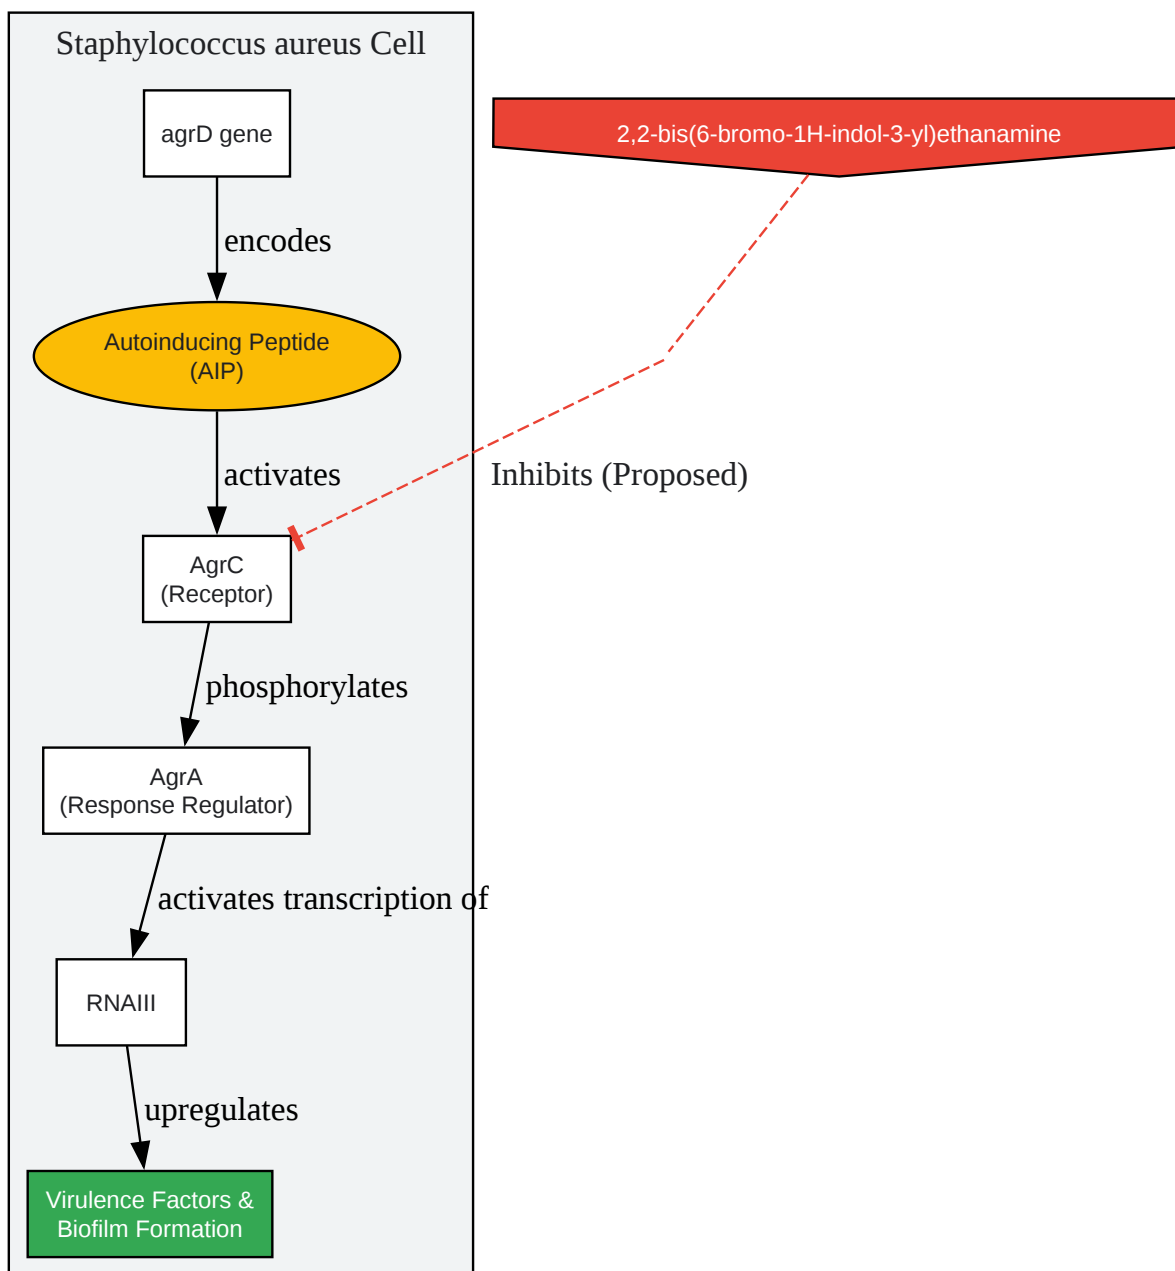 Staphylococcus aureus Cell
agrD gene
2,2-bis(6-bromo-1H-indol-3-yl)ethanamine
encodes
Autoinducing Peptide
(AIP)
activates
Inhibits (Proposed)
AgrC
(Receptor)
phosphorylates
AgrA
(Response Regulator)
activates transcription of
RNAIII
upregulates
Virulence Factors &
Biofilm Formation